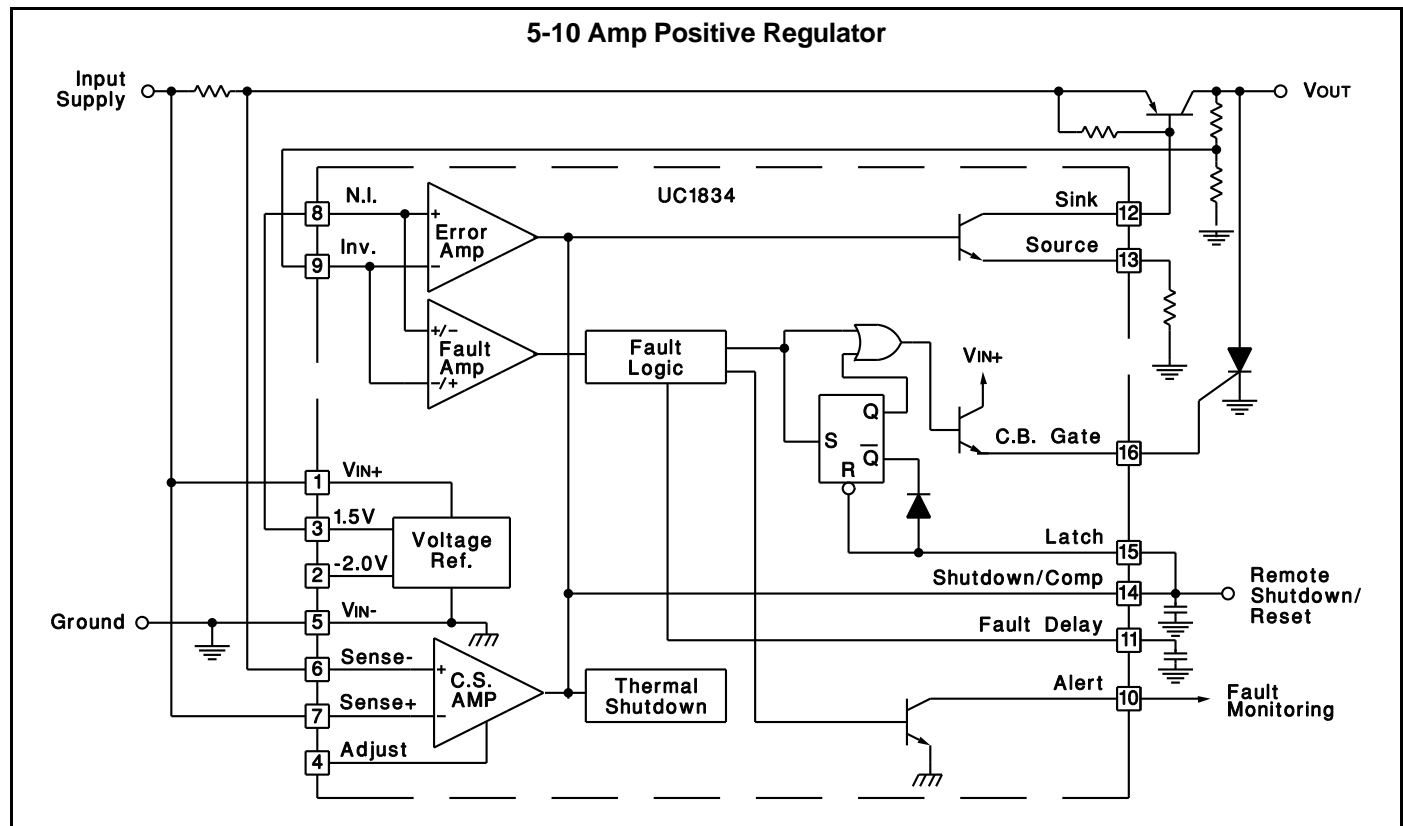 5-10 Amp Positive Regulator
Input
Supply
VOUT
UC1834
8
N.I.
+
Error
Amp
Sink
12
9
Inv.
−
Source
13
+/−
Fault
Amp
−/+
Fault
Logic
VIN+
Q
S
Q
R
C.B. Gate
16
1
VIN+
3
1.5V
Voltage
Ref.
2
-2.0V
Latch
15
Shutdown/Comp
14
Remote
Shutdown/
Reset
Ground
5
VIN-
Fault Delay
11
6
Sense-
+
C.S.
AMP
7
Sense+
−
Thermal
Shutdown
Alert
10
Fault
Monitoring
4
Adjust